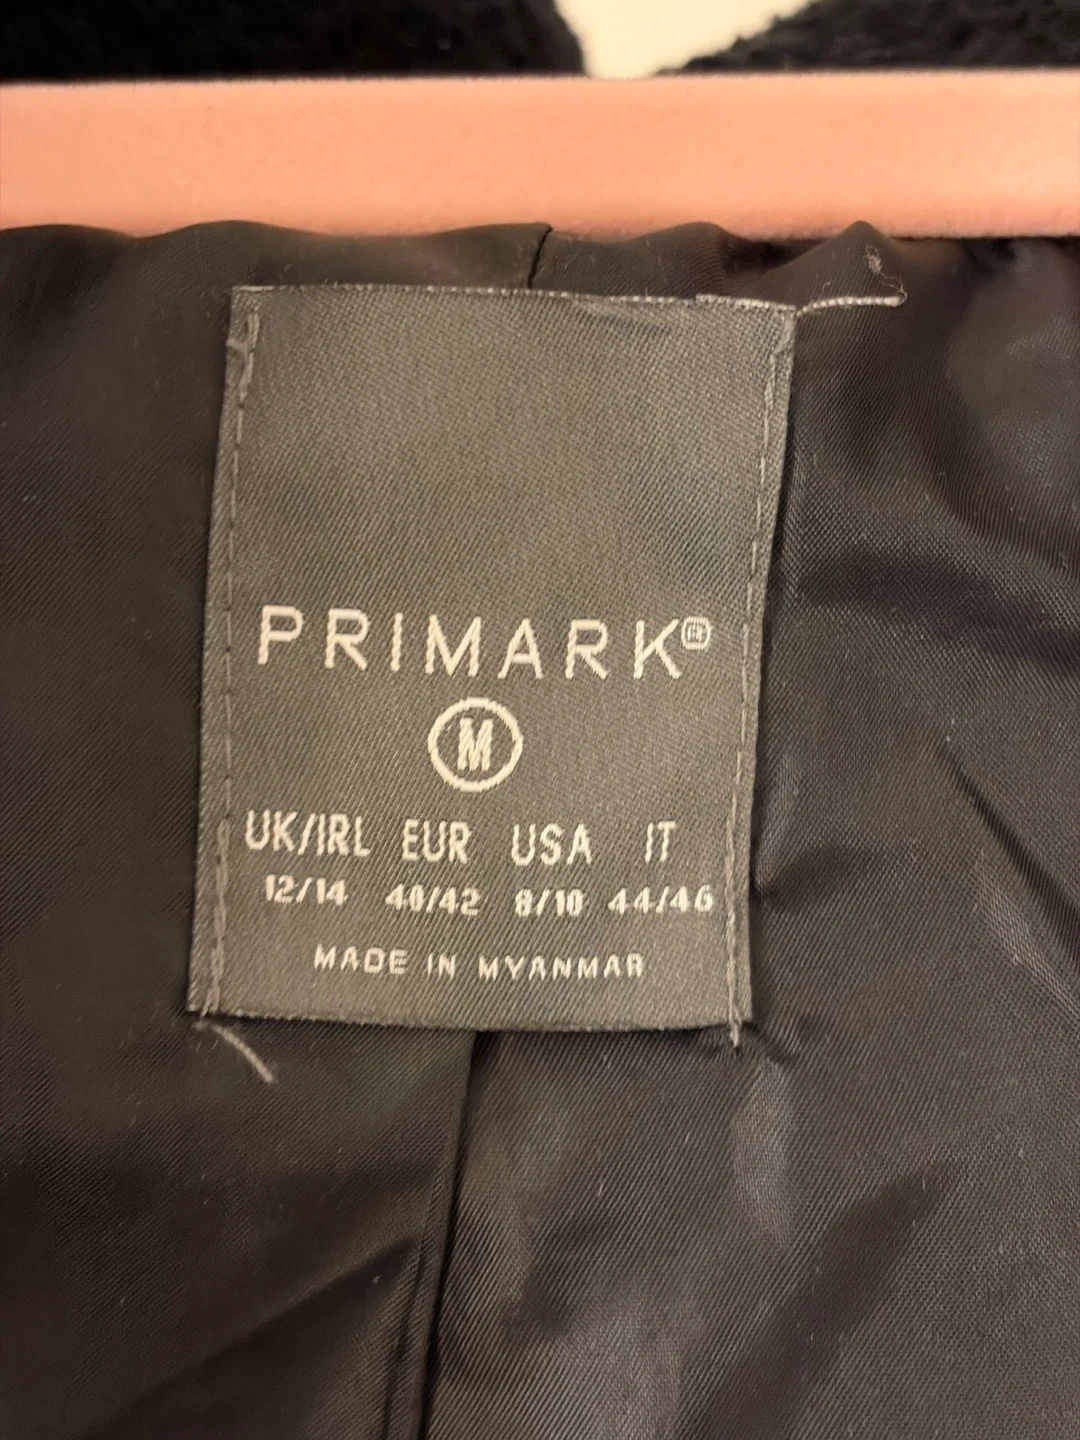 PRIMARK®
M
UK/IRL EUR USA IT
12/14 40/42 8/10 44/46
MADE IN MYANMAR